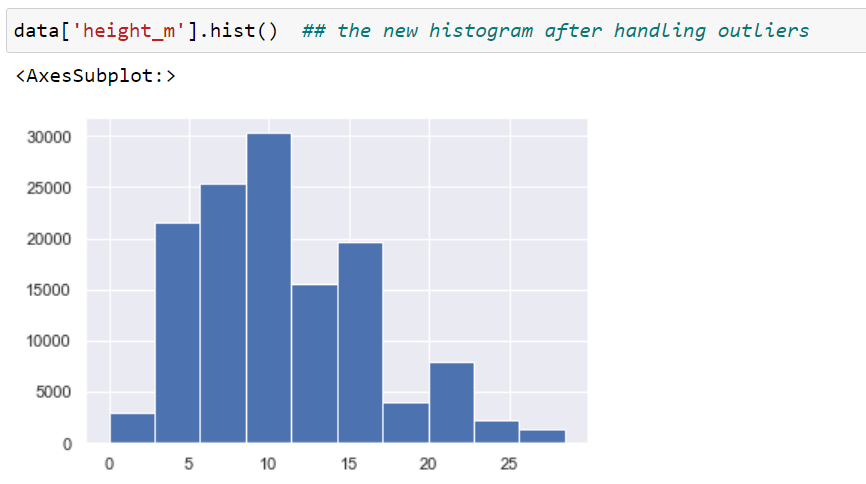 data['height_m'].hist()  ## the new histogram after handling outliers
<AxesSubplot:>
30000
25000
20000
15000
10000
5000
0
0 5 10 15 20 25